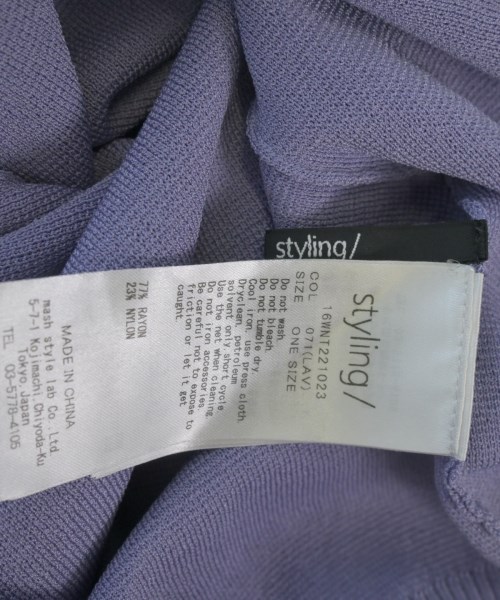 styling/
styling/
16WNT221023
COL 071(LAV)
SIZE ONE SIZE
Do not wash.
Do not bleach.
Do not tumble dry.
Cool iron, use press cloth.
Dryclean, petroleum
solvent only,short cycle.
Use the net when cleaning.
Do not iron accessories.
Be careful not to expose to
friction or let it get
caught.
77% RAYON
23% NYLON
MADE IN CHINA
mash style lab Co.,Ltd.
5-7-1 Kojimachi,Chiyoda-Ku
Tokyo,Japan
TEL 03-5778-4105